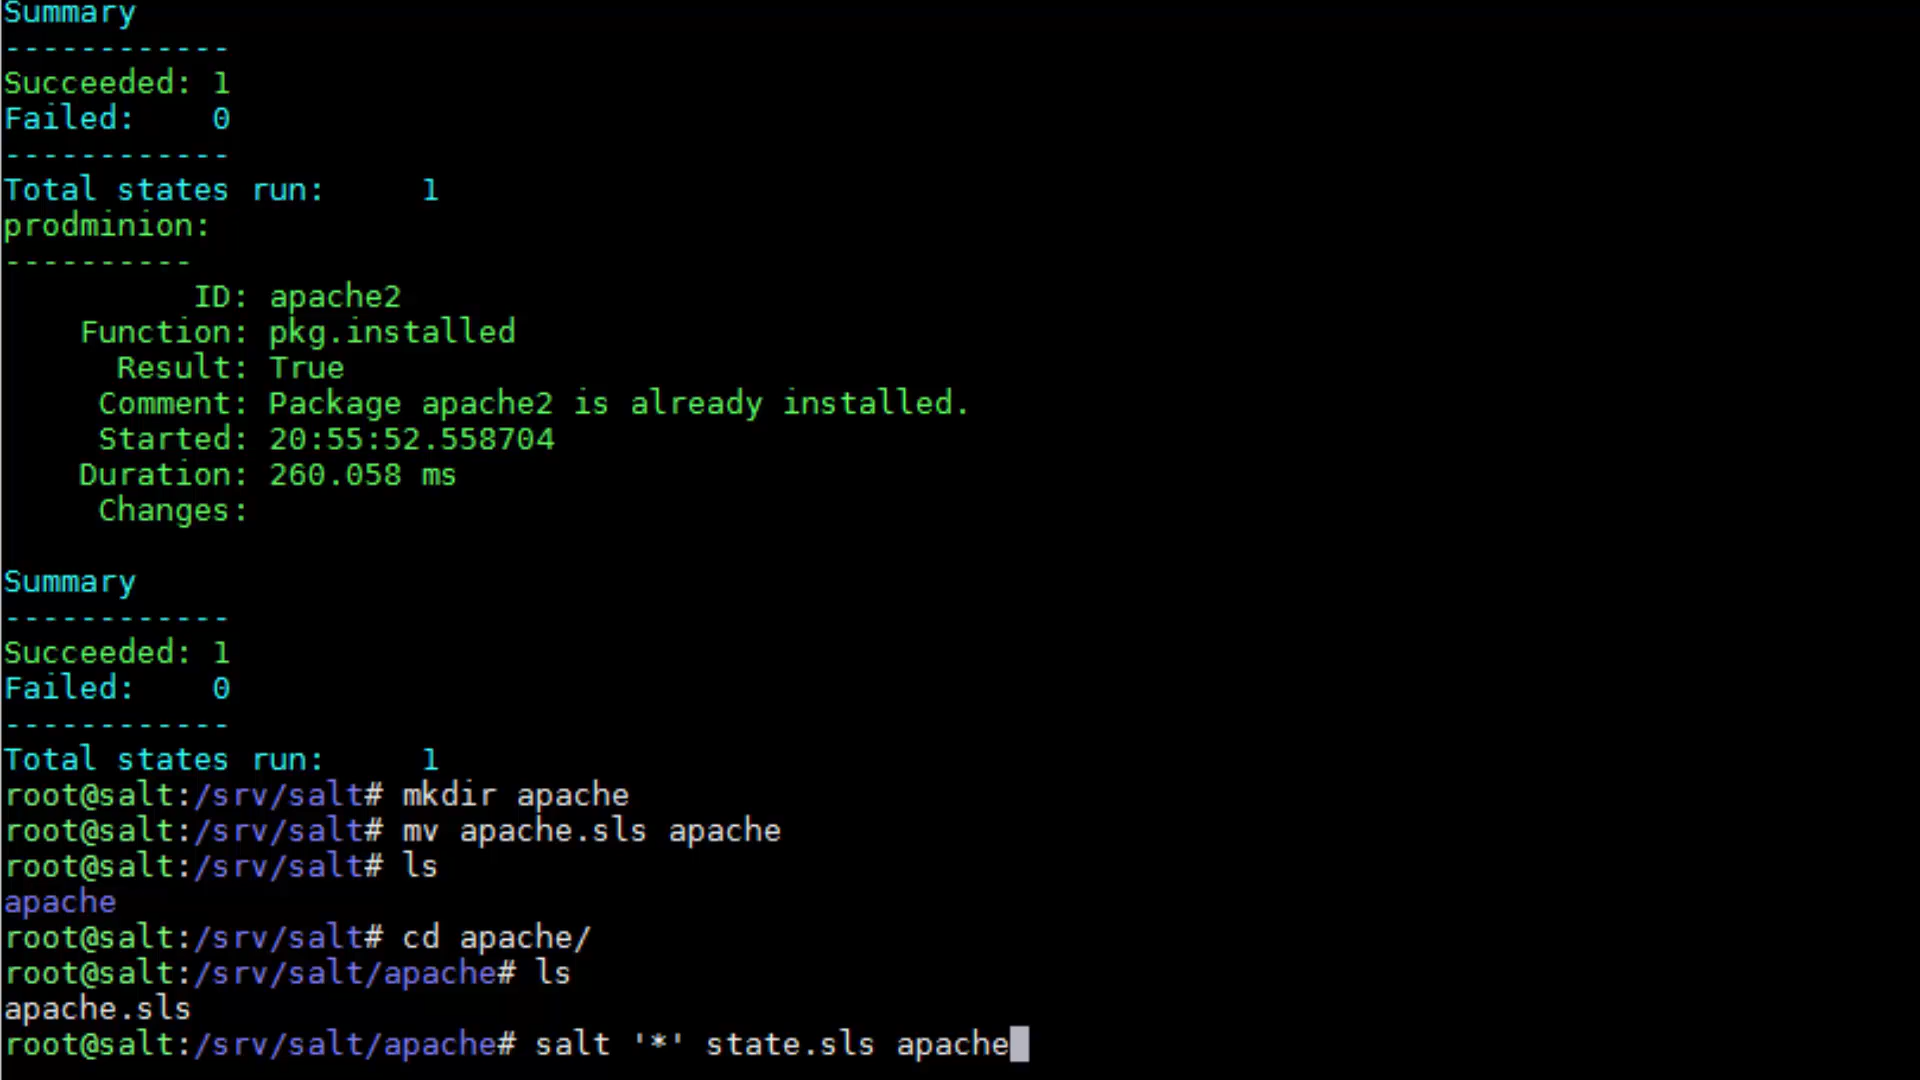 Summary
------------
Succeeded: 1
Failed:    0
------------
Total states run:     1
prodminion:
----------
          ID: apache2
    Function: pkg.installed
      Result: True
     Comment: Package apache2 is already installed.
     Started: 20:55:52.558704
    Duration: 260.058 ms
     Changes:

Summary
------------
Succeeded: 1
Failed:    0
------------
Total states run:     1
root@salt:/srv/salt# mkdir apache
root@salt:/srv/salt# mv apache.sls apache
root@salt:/srv/salt# ls
apache
root@salt:/srv/salt# cd apache/
root@salt:/srv/salt/apache# ls
apache.sls
root@salt:/srv/salt/apache# salt '*' state.sls apache